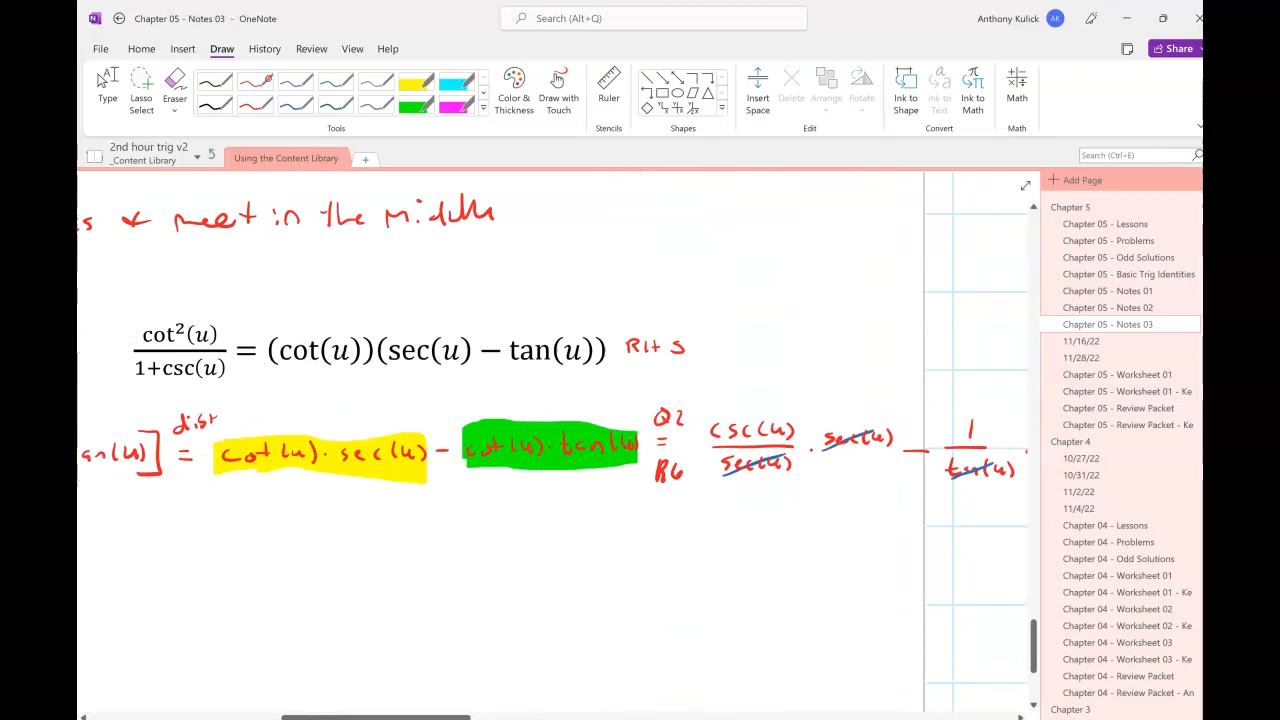 Chapter 05 - Notes 03 - OneNote
Search (Alt+Q)
Anthony Kulick
AK
File Home Insert Draw History Review View Help
Share
Type
Lasso Select
Eraser
Color & Thickness
Draw with Touch
Ruler
Insert Space
Delete
Arrange
Rotate
Ink to Shape
Ink to Text
Ink to Math
Math
Tools
Stencils
Shapes
Edit
Convert
Math
2nd hour trig v2
_Content Library
Using the Content Library
Search (Ctrl+E)
Add Page
s & meet in the middle
cot²(u)/1+csc(u) = (cot(u))(sec(u) − tan(u)) RHS
an(u)] dist = cot(u) · sec(u) − cot(u) · tan(u) Q2 = R6 csc(u)/sec(u) · sec(u) − 1/tan(u) ·
Chapter 5
Chapter 05 - Lessons
Chapter 05 - Problems
Chapter 05 - Odd Solutions
Chapter 05 - Basic Trig Identities
Chapter 05 - Notes 01
Chapter 05 - Notes 02
Chapter 05 - Notes 03
11/16/22
11/28/22
Chapter 05 - Worksheet 01
Chapter 05 - Worksheet 01 - Ke
Chapter 05 - Review Packet
Chapter 05 - Review Packet - Ke
Chapter 4
10/27/22
10/31/22
11/2/22
11/4/22
Chapter 04 - Lessons
Chapter 04 - Problems
Chapter 04 - Odd Solutions
Chapter 04 - Worksheet 01
Chapter 04 - Worksheet 01 - Ke
Chapter 04 - Worksheet 02
Chapter 04 - Worksheet 02 - Ke
Chapter 04 - Worksheet 03
Chapter 04 - Worksheet 03 - Ke
Chapter 04 - Review Packet
Chapter 04 - Review Packet - An
Chapter 3